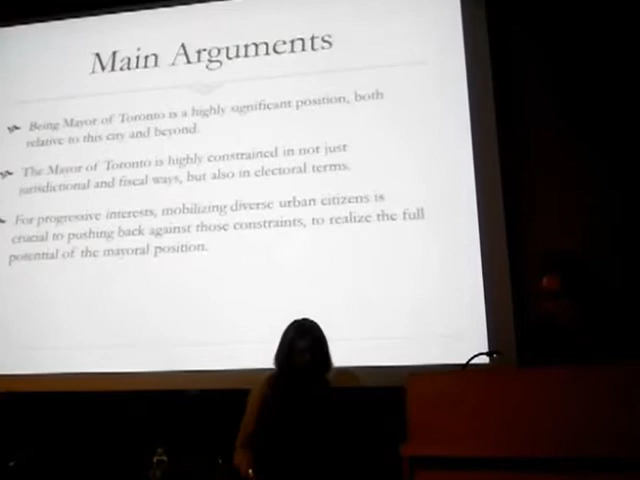 Main Arguments
Being Mayor of Toronto is a highly significant position, both
relative to this city and beyond.
The Mayor of Toronto is highly constrained in not just
jurisdictional and fiscal ways, but also in electoral terms.
For progressive interests, mobilizing diverse urban citizens is
crucial to pushing back against those constraints, to realize the full
potential of the mayoral position.